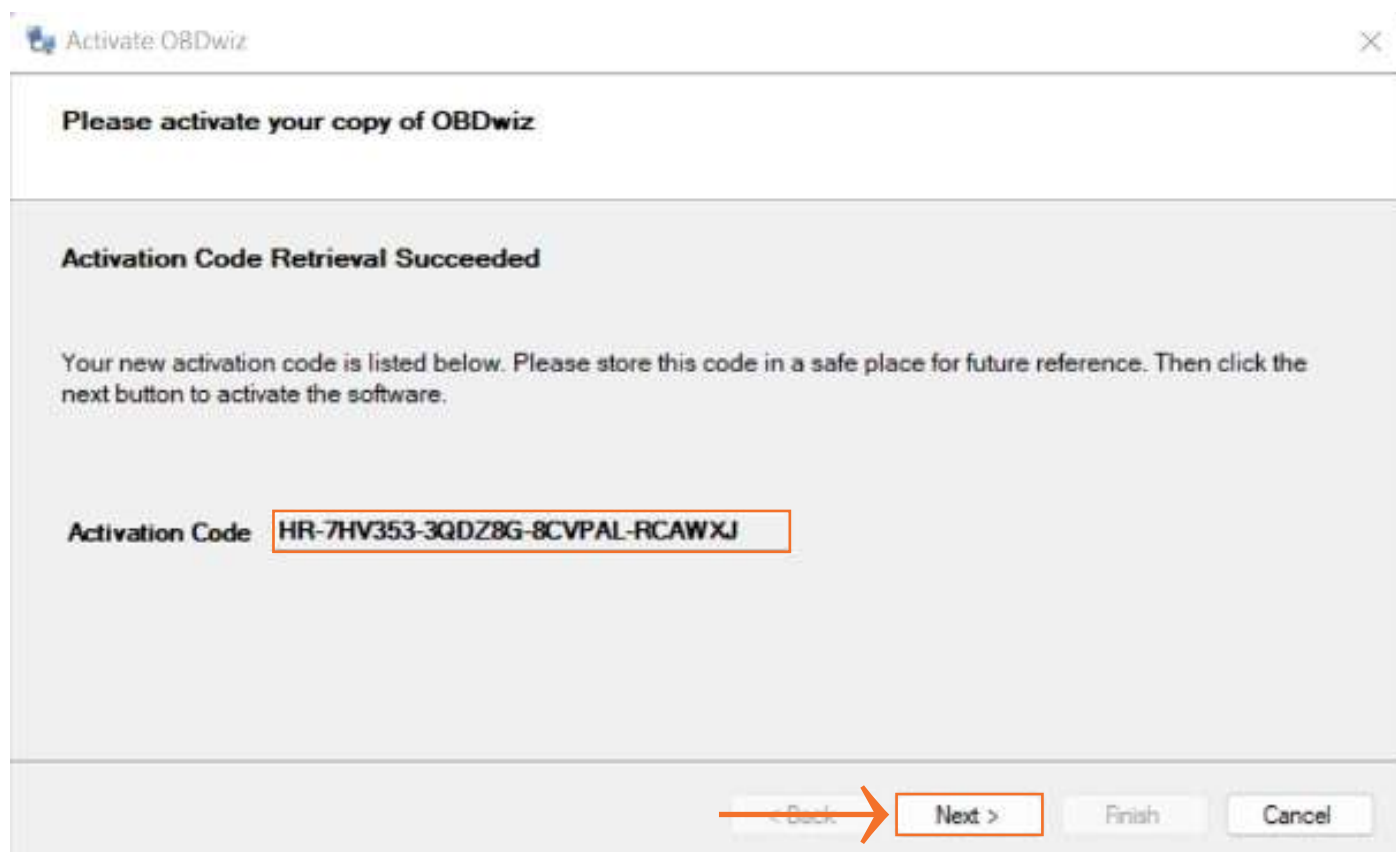 Activate OBDwiz
Please activate your copy of OBDwiz
Activation Code Retrieval Succeeded
Your new activation code is listed below. Please store this code in a safe place for future reference. Then click the
next button to activate the software.
Activation Code HR-7HV353-3QDZ8G-8CVPAL-RCAWXJ
< Back Next > Finish Cancel